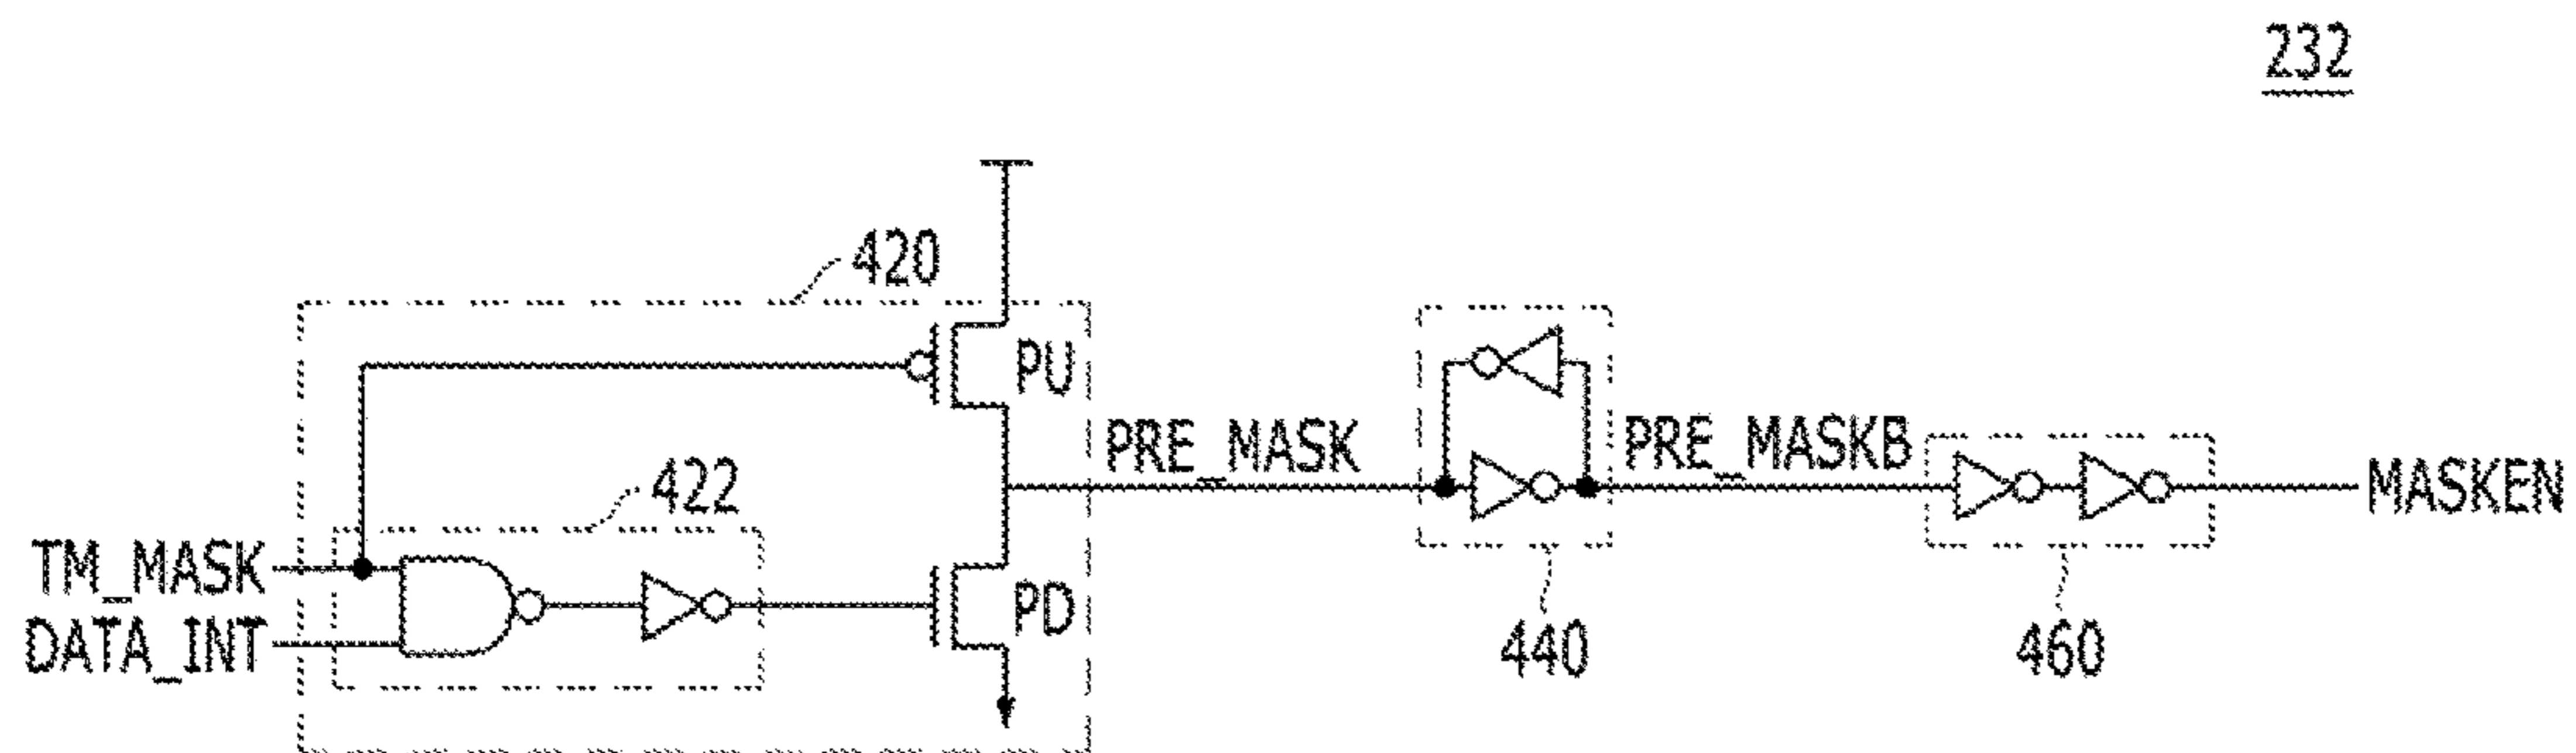 232
420
PU
PRE_MASK
PRE_MASKB
MASKEN
422
TM_MASK
DATA_INT
PD
440
460